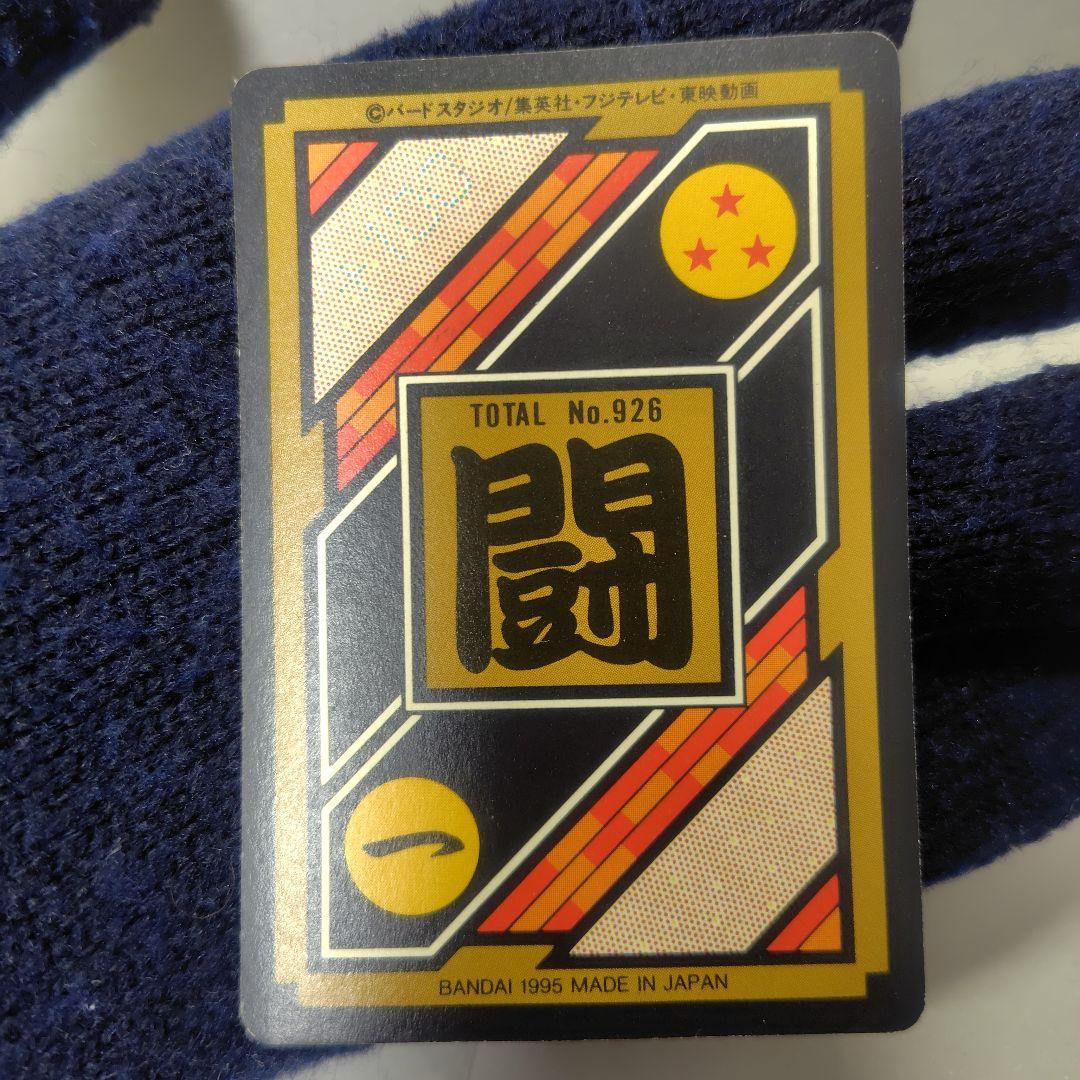 ©バードスタジオ/集英社・フジテレビ・東映動画
TOTAL No.926
闘
一
BANDAI 1995 MADE IN JAPAN